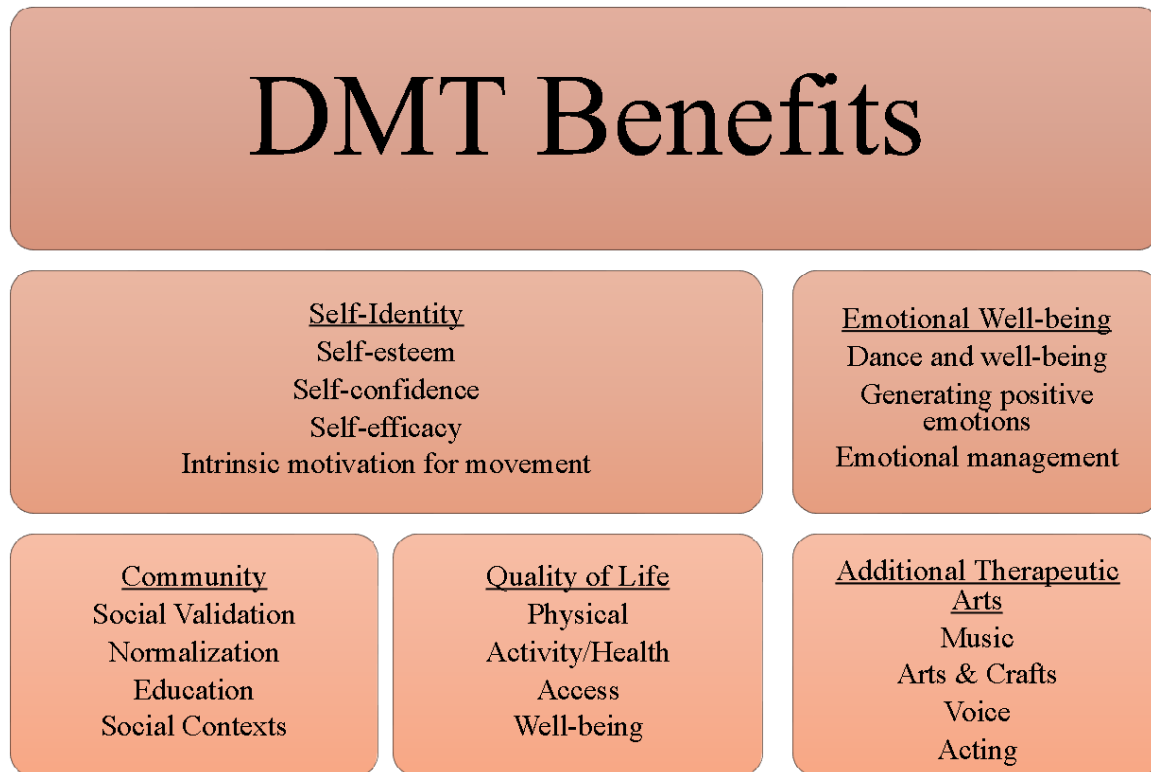 DMT Benefits
Self-Identity
Self-esteem
Self-confidence
Self-efficacy
Intrinsic motivation for movement
Emotional Well-being
Dance and well-being
Generating positive
emotions
Emotional management
Community
Social Validation
Normalization
Education
Social Contexts
Quality of Life
Physical
Activity/Health
Access
Well-being
Additional Therapeutic
Arts
Music
Arts & Crafts
Voice
Acting